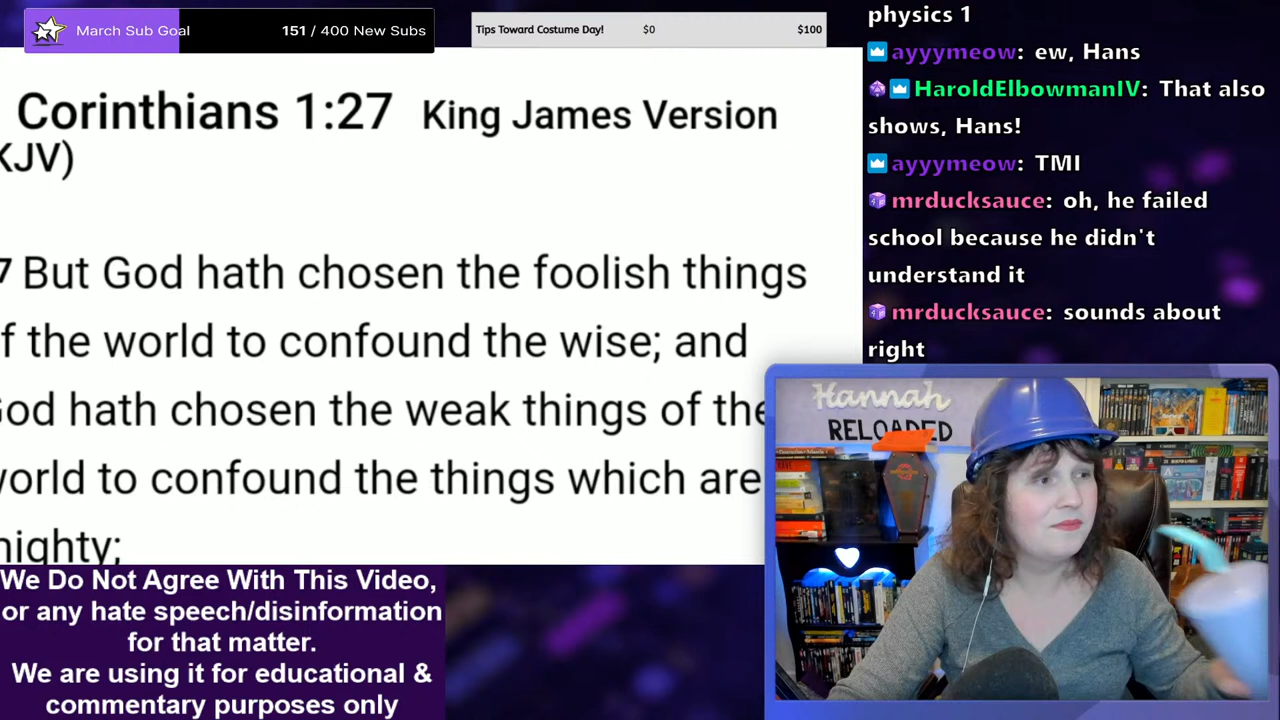 March Sub Goal 151 / 400 New Subs
Tips Toward Costume Day! $0 $100
Corinthians 1:27 King James Version
KJV)
7 But God hath chosen the foolish things
f the world to confound the wise; and
God hath chosen the weak things of the
world to confound the things which are
mighty;
We Do Not Agree With This Video,
or any hate speech/disinformation
for that matter.
We are using it for educational &
commentary purposes only
physics 1
ayyymeow: ew, Hans
HaroldElbowmanIV: That also
shows, Hans!
ayyymeow: TMI
mrducksauce: oh, he failed
school because he didn't
understand it
mrducksauce: sounds about
right
Hannah
RELOADED